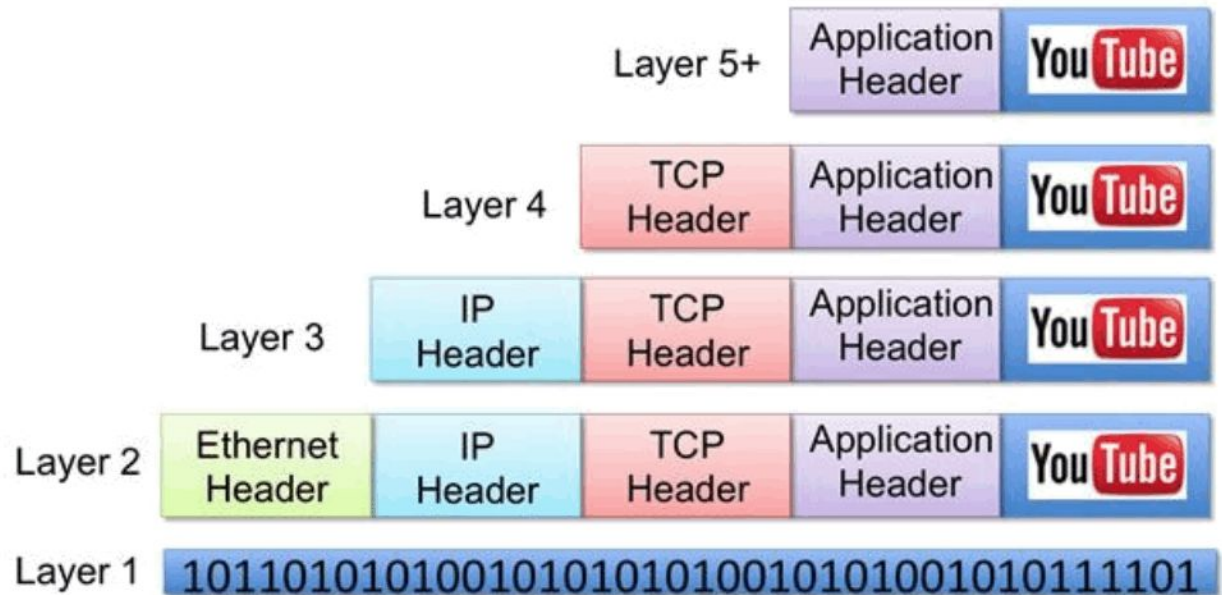 Layer 5+
Application
Header
YouTube
Layer 4
TCP
Header
Application
Header
YouTube
Layer 3
IP
Header
TCP
Header
Application
Header
YouTube
Layer 2
Ethernet
Header
IP
Header
TCP
Header
Application
Header
YouTube
Layer 1
1011010101001010101010100101010010101111101